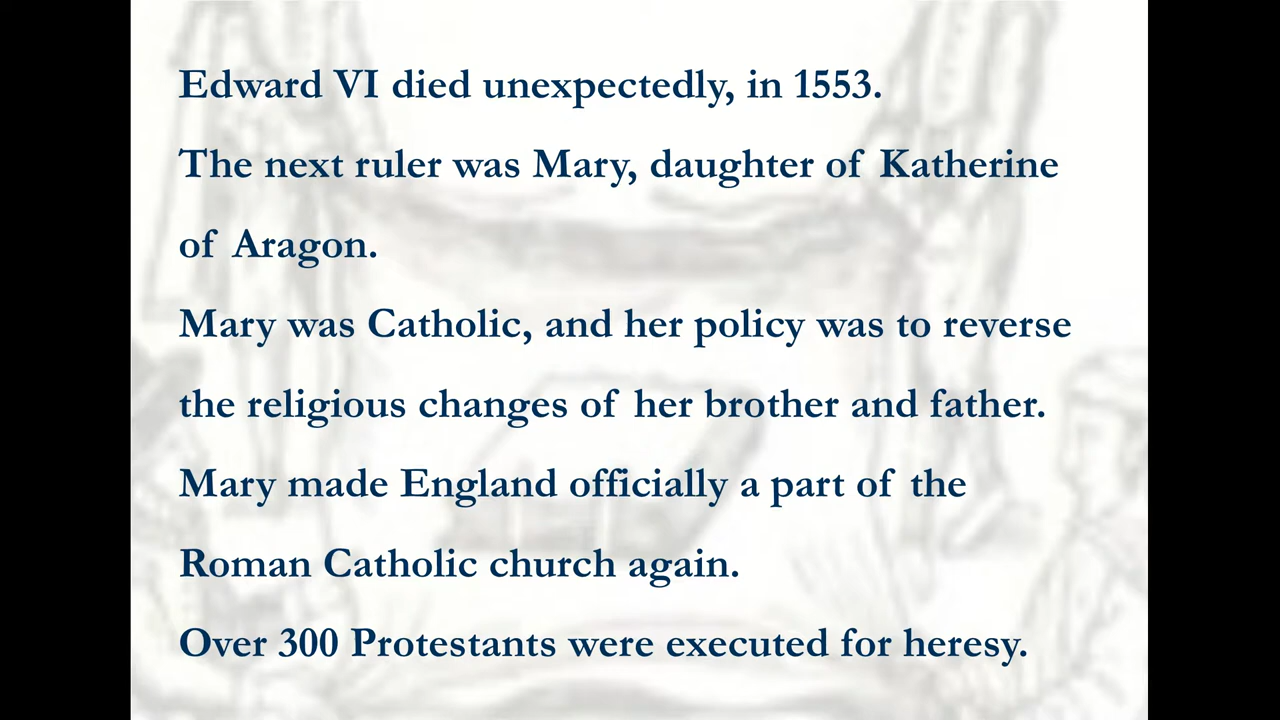 Edward VI died unexpectedly, in 1553.
The next ruler was Mary, daughter of Katherine
of Aragon.
Mary was Catholic, and her policy was to reverse
the religious changes of her brother and father.
Mary made England officially a part of the
Roman Catholic church again.
Over 300 Protestants were executed for heresy.